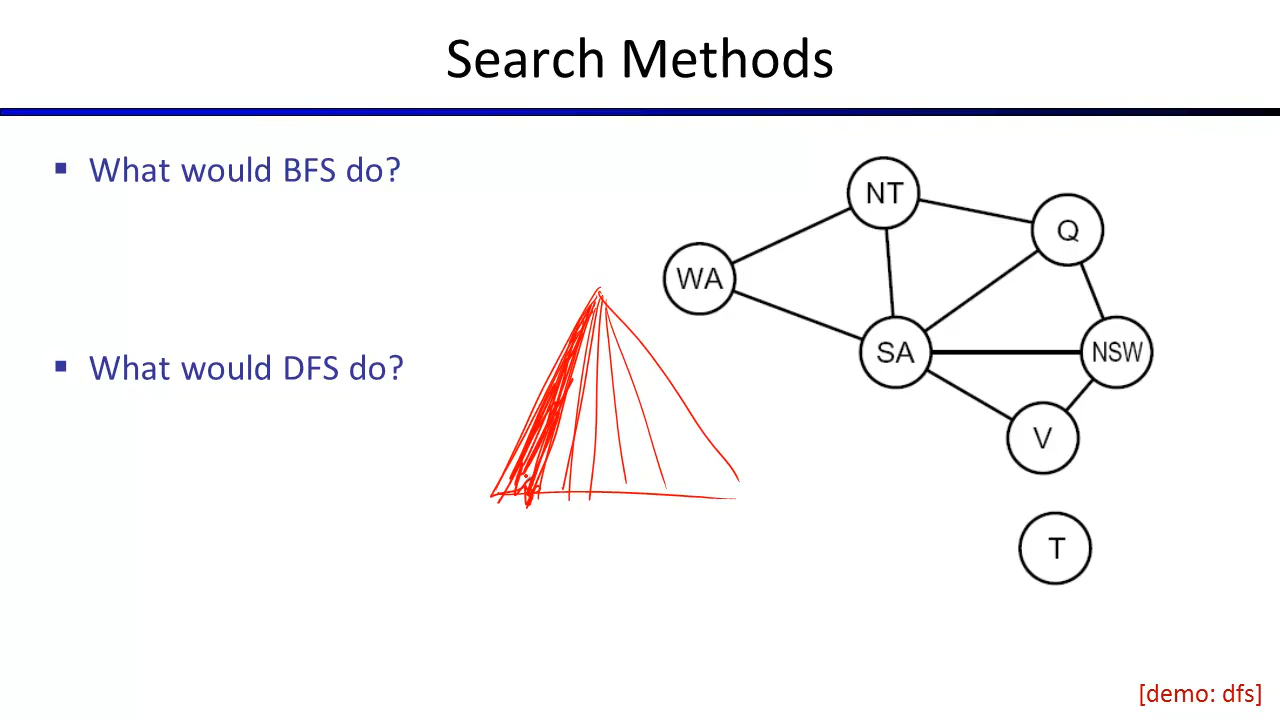 Search Methods
▪ What would BFS do?
▪ What would DFS do?
NT
Q
WA
SA
NSW
V
T
[demo: dfs]